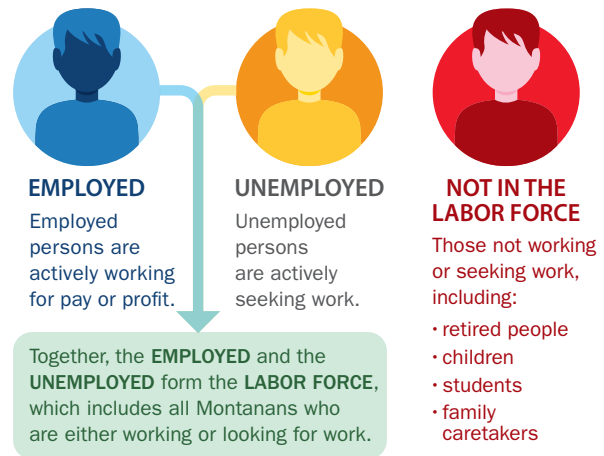 EMPLOYED
Employed
persons are
actively working
for pay or profit.
UNEMPLOYED
Unemployed
persons
are actively
seeking work.
NOT IN THE
LABOR FORCE
Those not working
or seeking work,
including:
• retired people
• children
• students
• family
caretakers
Together, the EMPLOYED and the
UNEMPLOYED form the LABOR FORCE,
which includes all Montanans who
are either working or looking for work.